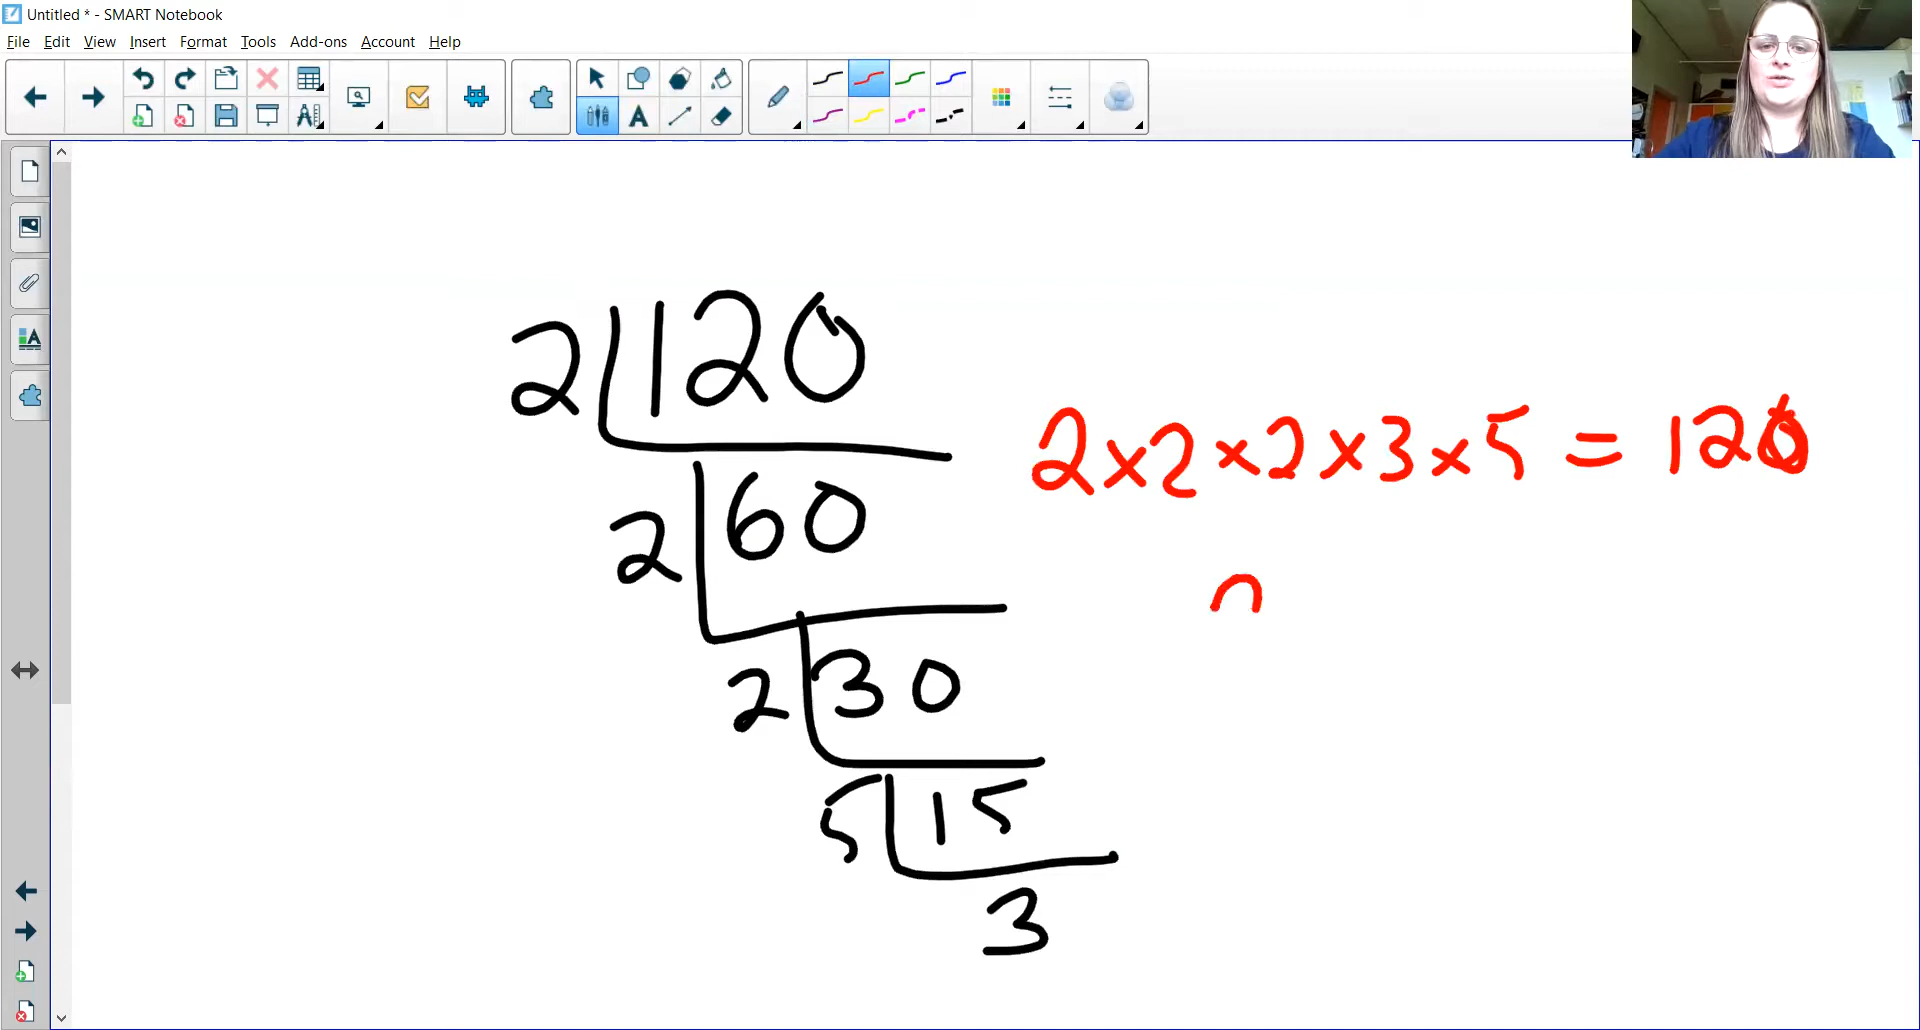 Untitled * - SMART Notebook
File Edit View Insert Format Tools Add-ons Account Help
2 120
2 60
2 30
5 15
3
2 x 2 x 2 x 3 x 5 = 120